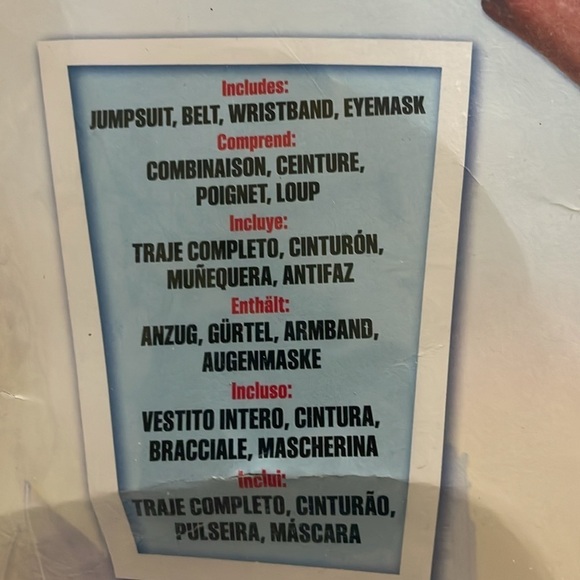 Includes:
JUMPSUIT, BELT, WRISTBAND, EYEMASK
Comprend:
COMBINAISON, CEINTURE,
POIGNET, LOUP
Incluye:
TRAJE COMPLETO, CINTURÓN,
MUÑEQUERA, ANTIFAZ
Enthält:
ANZUG, GÜRTEL, ARMBAND,
AUGENMASKE
Incluso:
VESTITO INTERO, CINTURA,
BRACCIALE, MASCHERINA
Inclui:
TRAJE COMPLETO, CINTURÃO,
PULSEIRA, MÁSCARA